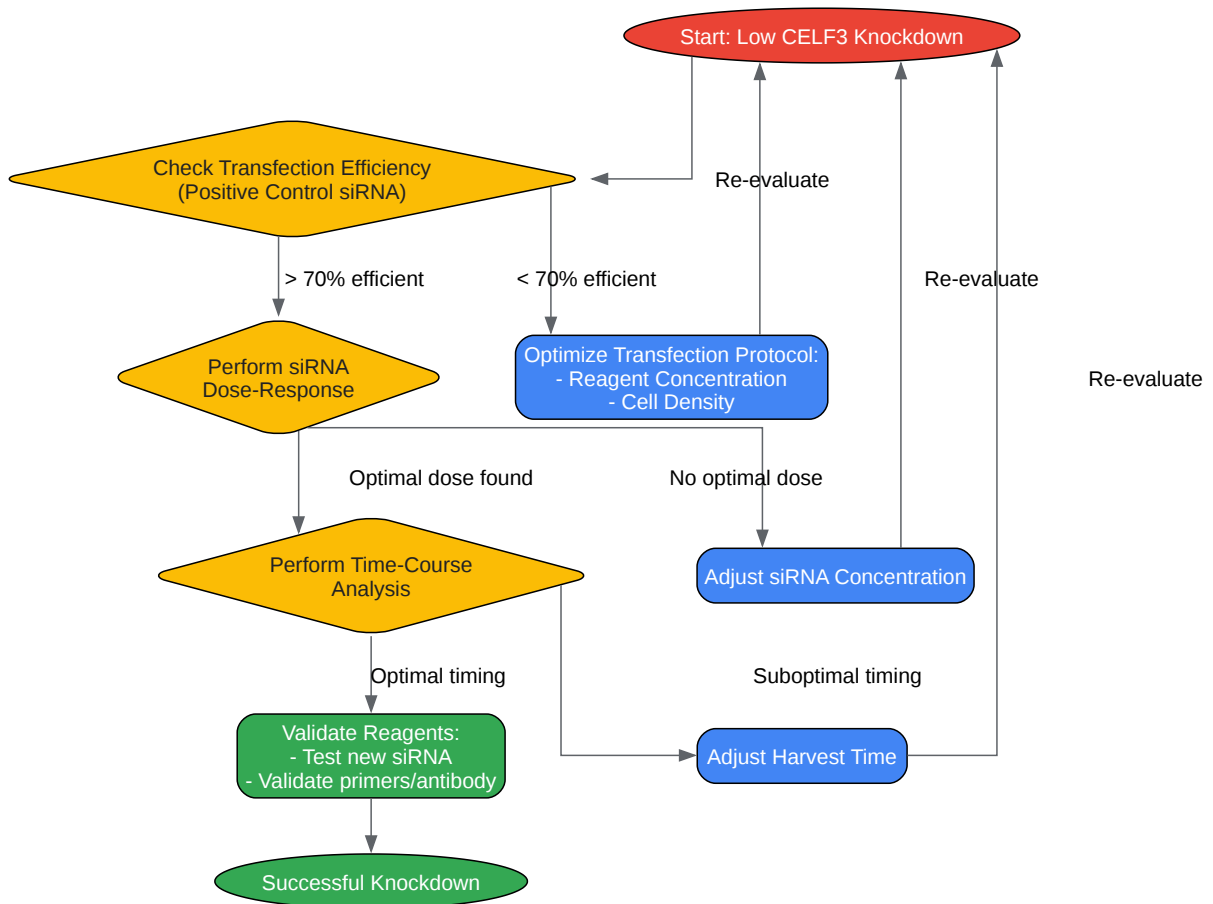 Start: Low CELF3 Knockdown
Check Transfection Efficiency
(Positive Control siRNA)
Re-evaluate
> 70% efficient
< 70% efficient
Re-evaluate
Perform siRNA
Dose-Response
Optimize Transfection Protocol:
- Reagent Concentration
- Cell Density
Re-evaluate
Optimal dose found
No optimal dose
Perform Time-Course
Analysis
Adjust siRNA Concentration
Optimal timing
Suboptimal timing
Validate Reagents:
- Test new siRNA
- Validate primers/antibody
Adjust Harvest Time
Successful Knockdown